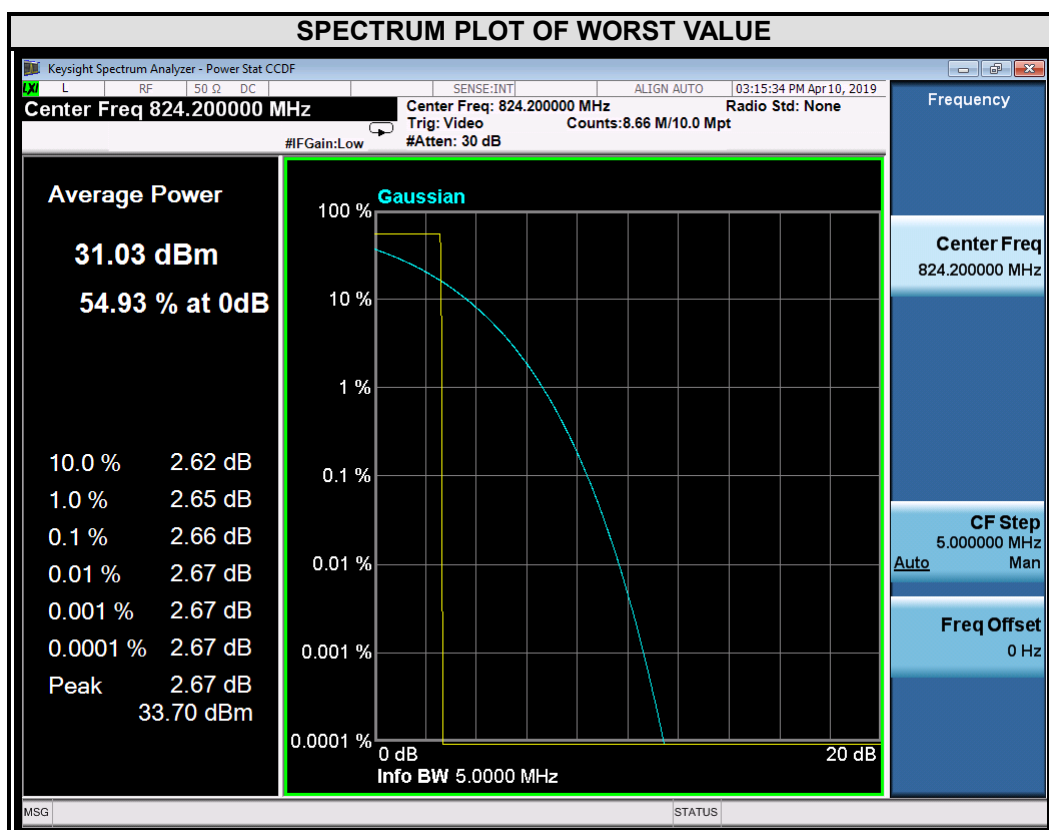 SPECTRUM PLOT OF WORST VALUE
Keysight Spectrum Analyzer - Power Stat CCDF
LXI L RF 50 Ω DC SENSE:INT ALIGN AUTO 03:15:34 PM Apr 10, 2019
Center Freq 824.200000 MHz
Center Freq: 824.200000 MHz Radio Std: None
Trig: Video Counts:8.66 M/10.0 Mpt
#IFGain:Low #Atten: 30 dB
Average Power
31.03 dBm
54.93 % at 0dB
10.0 % 2.62 dB
1.0 % 2.65 dB
0.1 % 2.66 dB
0.01 % 2.67 dB
0.001 % 2.67 dB
0.0001 % 2.67 dB
Peak 2.67 dB
33.70 dBm
Gaussian
100 %
10 %
1 %
0.1 %
0.01 %
0.001 %
0.0001 %
0 dB 20 dB
Info BW 5.0000 MHz
Frequency
Center Freq
824.200000 MHz
CF Step
5.000000 MHz
Auto Man
Freq Offset
0 Hz
MSG STATUS